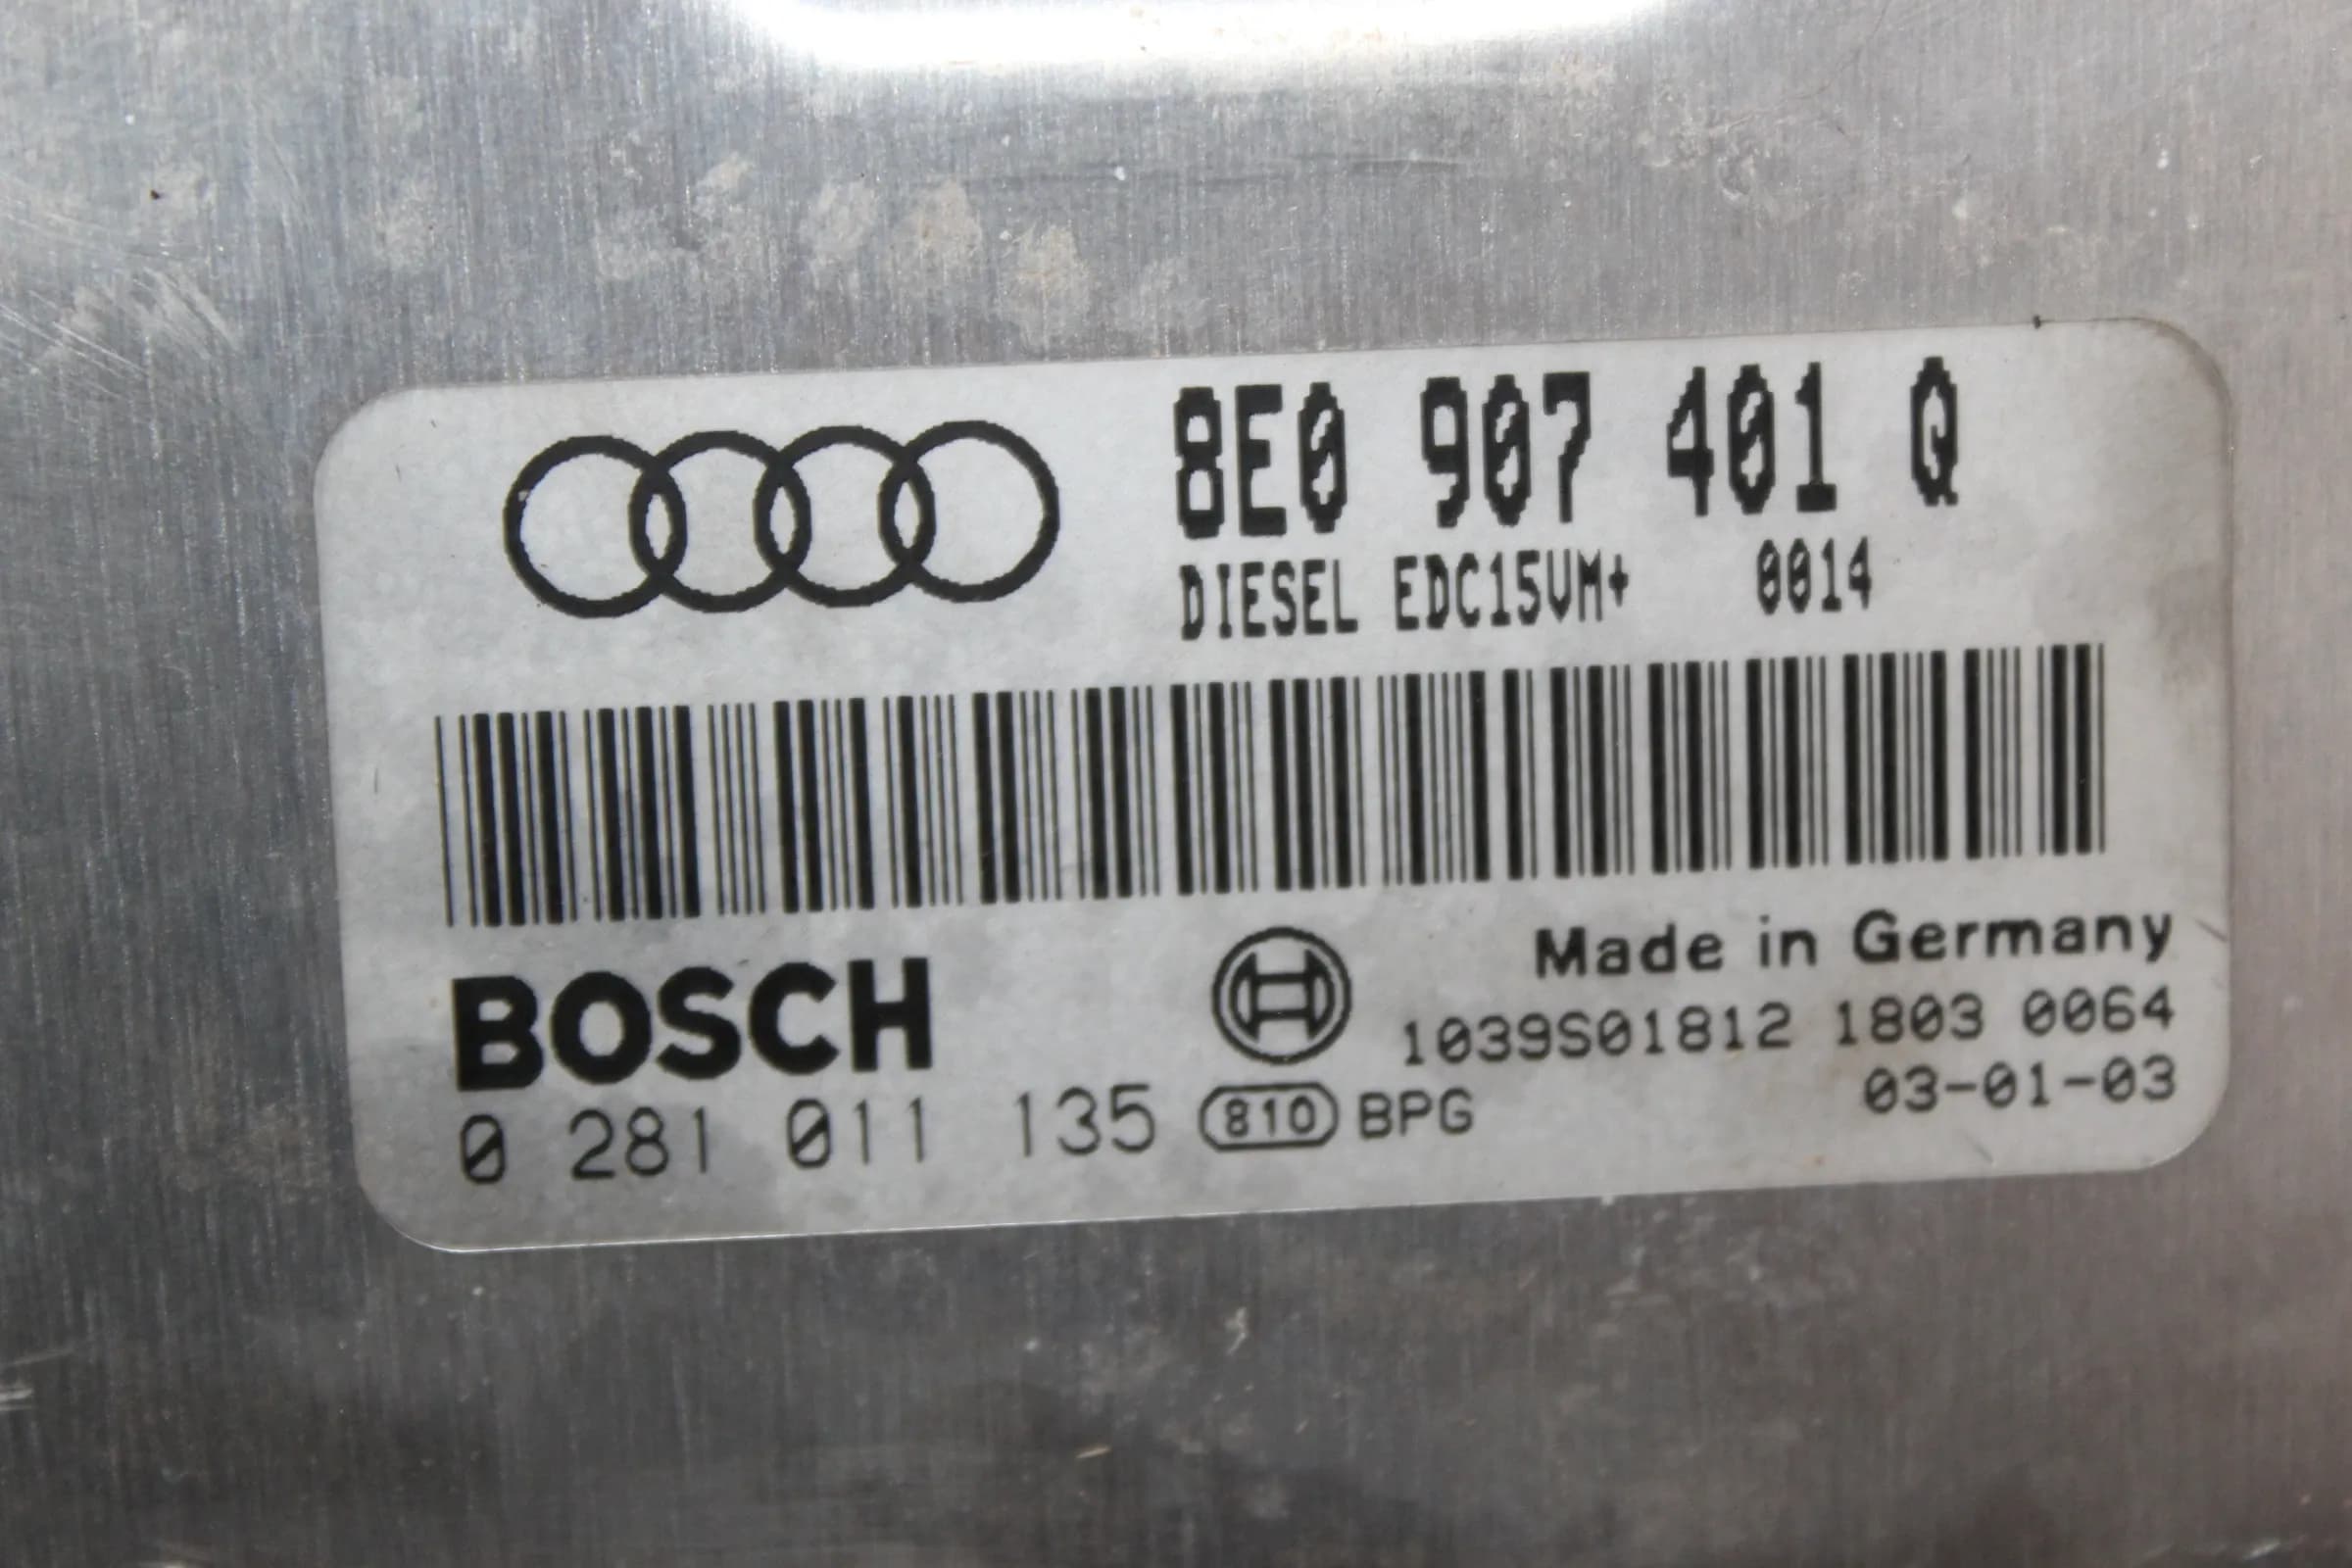 8E0 907 401 Q
DIESEL EDC15VM+ 0014
BOSCH
Made in Germany
1039S01812 1803 0064
03-01-03
0 281 011 135 810 BPG